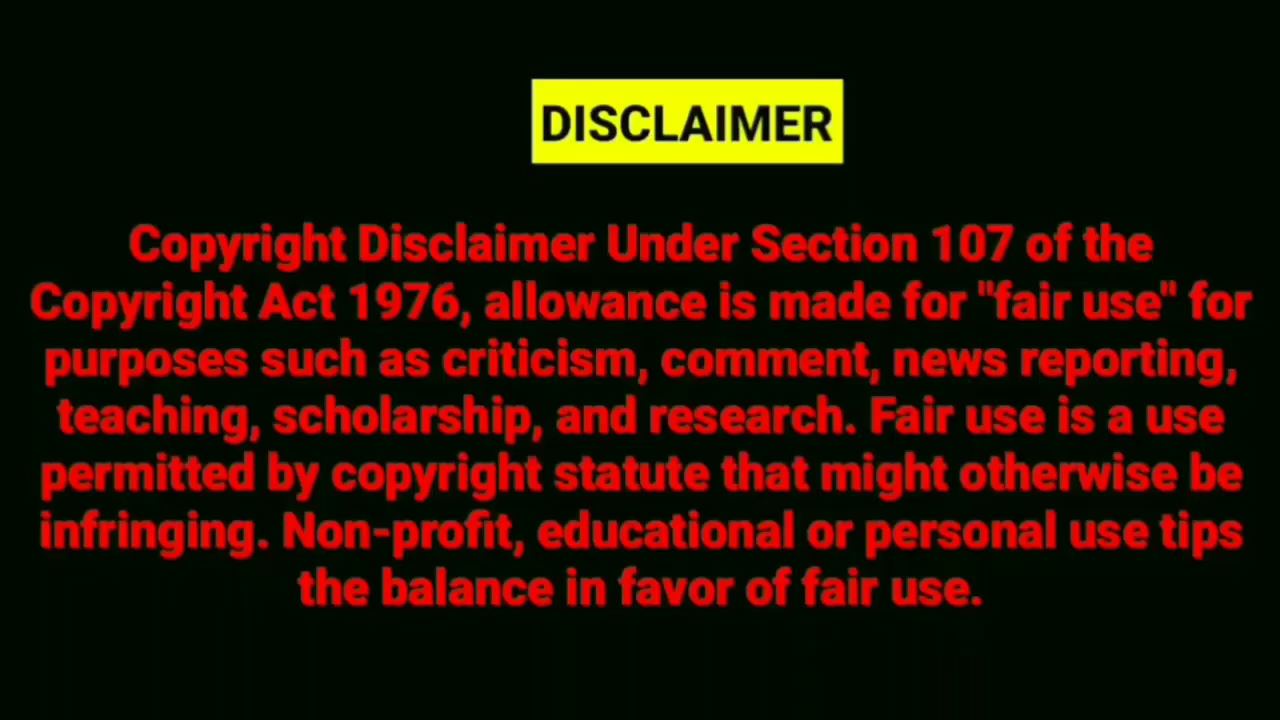 DISCLAIMER
Copyright Disclaimer Under Section 107 of the
Copyright Act 1976, allowance is made for "fair use" for
purposes such as criticism, comment, news reporting,
teaching, scholarship, and research. Fair use is a use
permitted by copyright statute that might otherwise be
infringing. Non-profit, educational or personal use tips
the balance in favor of fair use.